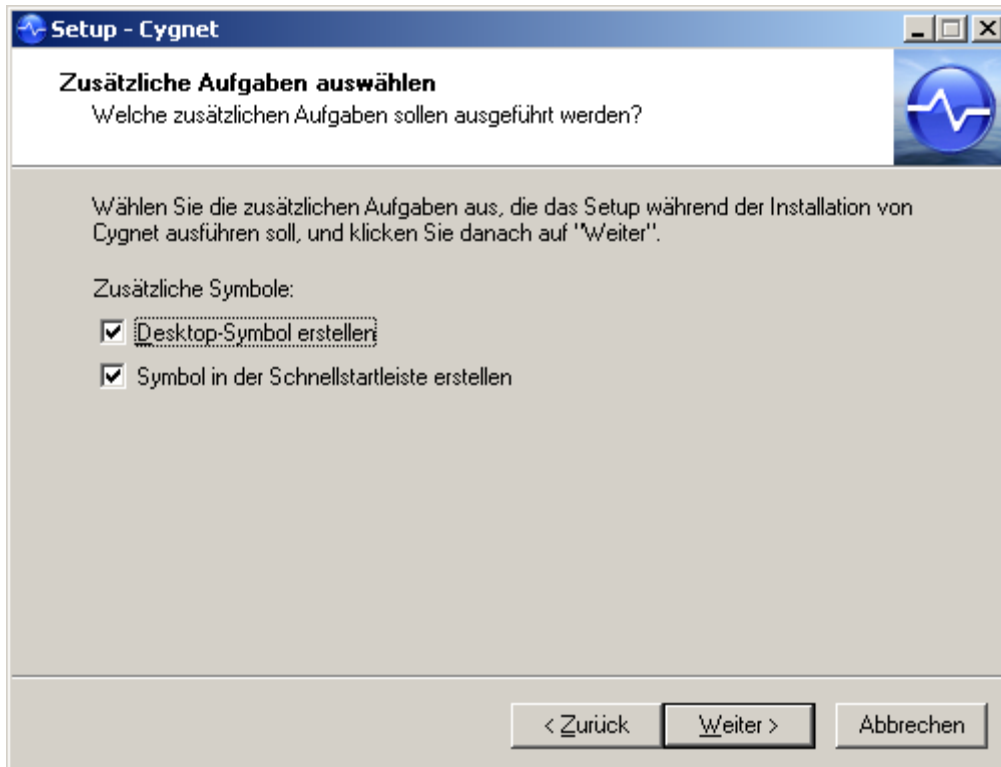 Setup - Cygnet
Zusätzliche Aufgaben auswählen
Welche zusätzlichen Aufgaben sollen ausgeführt werden?
Wählen Sie die zusätzlichen Aufgaben aus, die das Setup während der Installation von
Cygnet ausführen soll, und klicken Sie danach auf "Weiter".
Zusätzliche Symbole:
Desktop-Symbol erstellen
Symbol in der Schnellstartleiste erstellen
< Zurück Weiter > Abbrechen